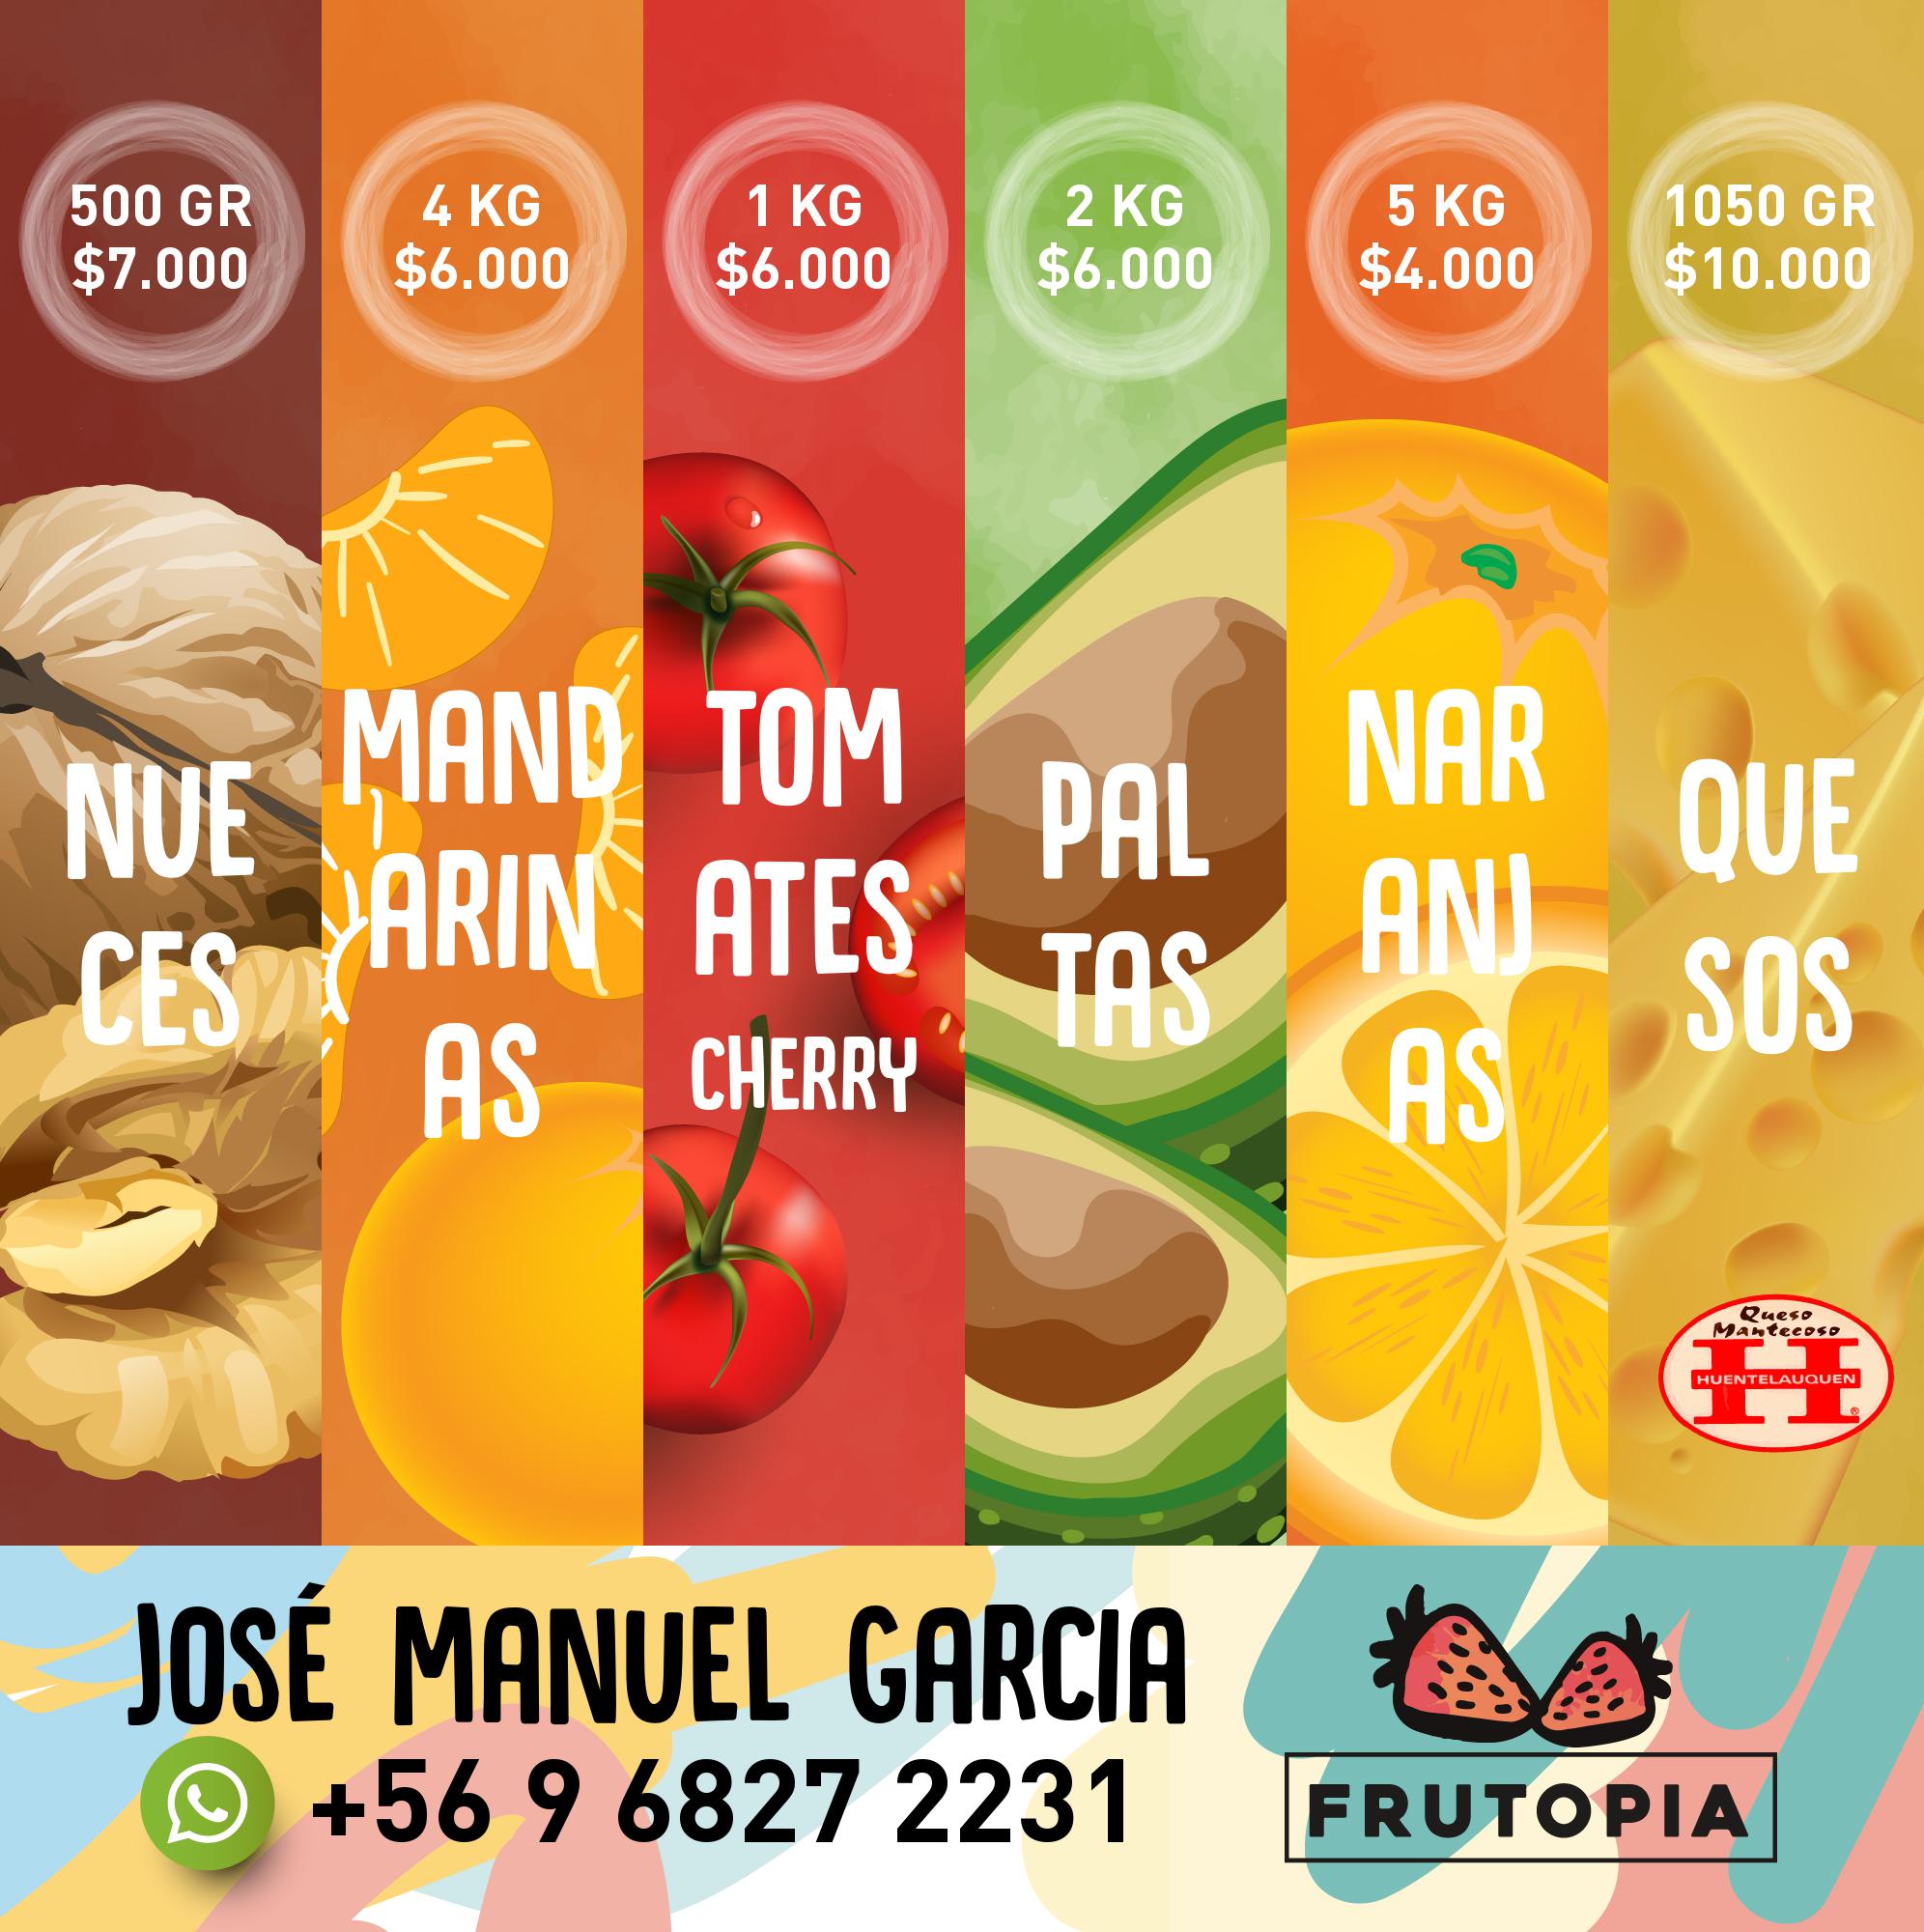 500 GR
$7.000
NUE
CES
4 KG
$6.000
MAND
ARIN
AS
1 KG
$6.000
TOM
ATES
CHERRY
2 KG
$6.000
PAL
TAS
5 KG
$4.000
NAR
ANJ
AS
1050 GR
$10.000
QUE
SOS
Queso
Mantecoso
H
HUENTELAUQUEN®
JOSÉ MANUEL GARCIA
+56 9 6827 2231
FRUTOPIA